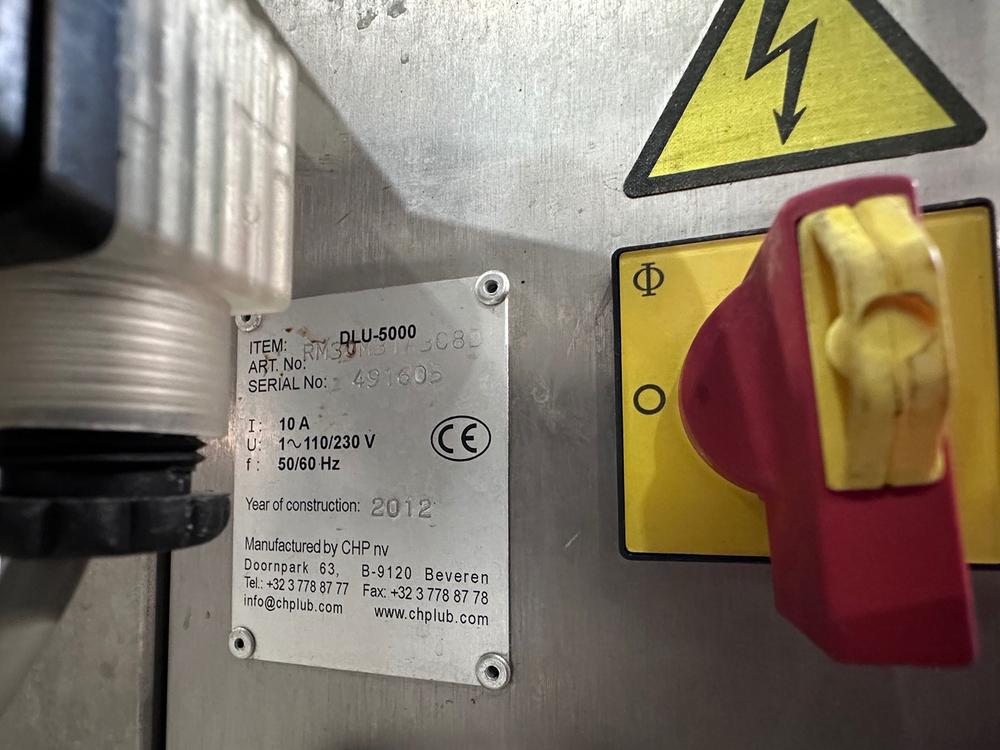 ITEM: DLU-5000
ART. No:
SERIAL No: 491605
I: 10 A
U: 1~110/230 V
f: 50/60 Hz
CE
Year of construction: 2012
Manufactured by CHP nv
Doornpark 63, B-9120 Beveren
Tel.: +32 3 778 87 77 Fax: +32 3 778 87 78
info@chplub.com www.chplub.com